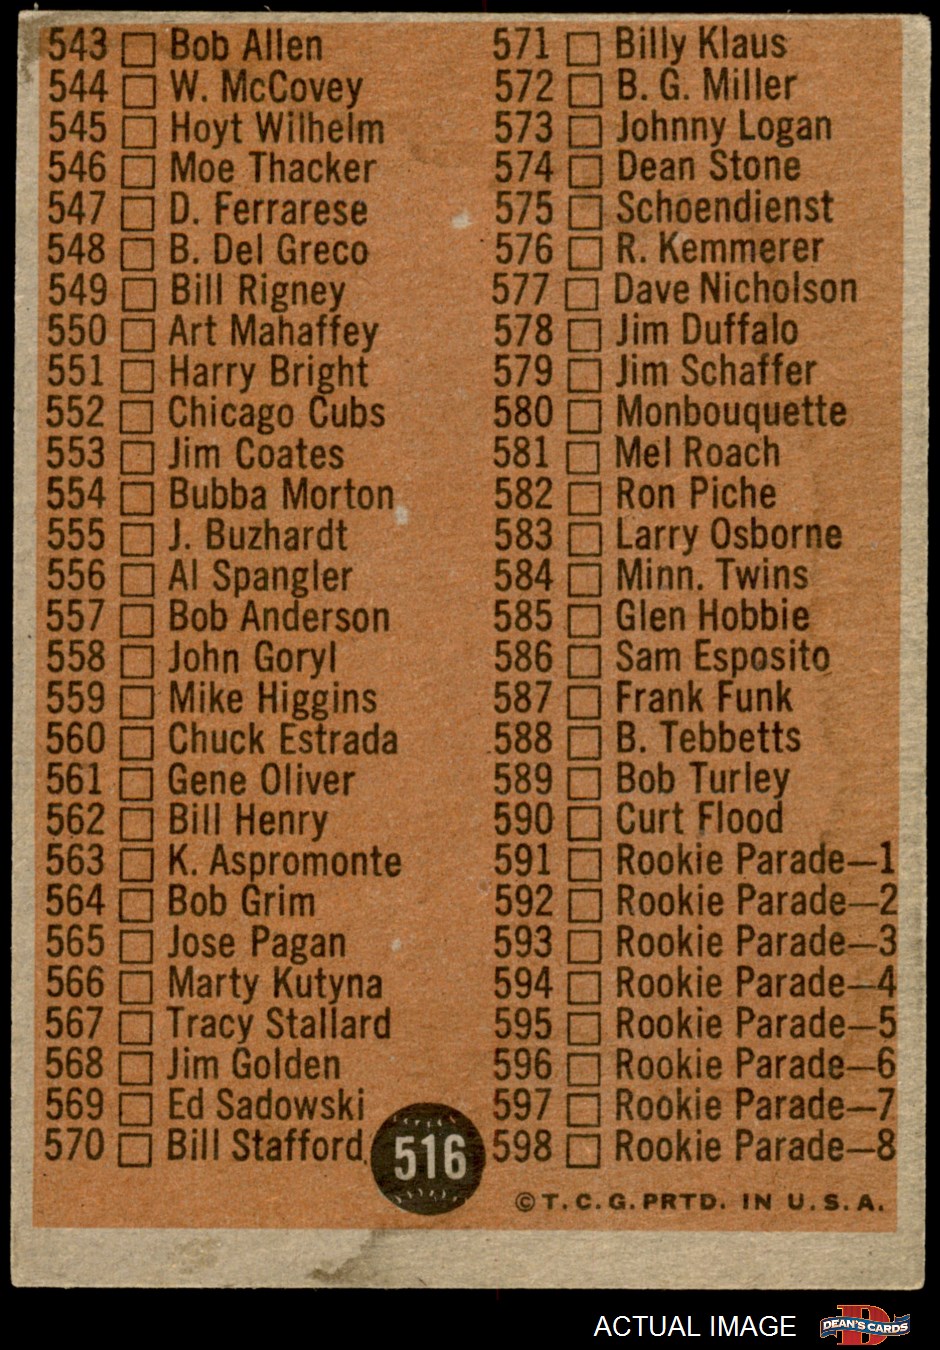 543 Bob Allen
544 W. McCovey
545 Hoyt Wilhelm
546 Moe Thacker
547 D. Ferrarese
548 B. Del Greco
549 Bill Rigney
550 Art Mahaffey
551 Harry Bright
552 Chicago Cubs
553 Jim Coates
554 Bubba Morton
555 J. Buzhardt
556 Al Spangler
557 Bob Anderson
558 John Goryl
559 Mike Higgins
560 Chuck Estrada
561 Gene Oliver
562 Bill Henry
563 K. Aspromonte
564 Bob Grim
565 Jose Pagan
566 Marty Kutyna
567 Tracy Stallard
568 Jim Golden
569 Ed Sadowski
570 Bill Stafford
571 Billy Klaus
572 B. G. Miller
573 Johnny Logan
574 Dean Stone
575 Schoendienst
576 R. Kemmerer
577 Dave Nicholson
578 Jim Duffalo
579 Jim Schaffer
580 Monbouquette
581 Mel Roach
582 Ron Piche
583 Larry Osborne
584 Minn. Twins
585 Glen Hobbie
586 Sam Esposito
587 Frank Funk
588 B. Tebbetts
589 Bob Turley
590 Curt Flood
591 Rookie Parade—1
592 Rookie Parade—2
593 Rookie Parade—3
594 Rookie Parade—4
595 Rookie Parade—5
596 Rookie Parade—6
597 Rookie Parade—7
598 Rookie Parade—8
516
© T. C. G. PRTD. IN U. S. A.
ACTUAL IMAGE
D
DEAN'S CARDS